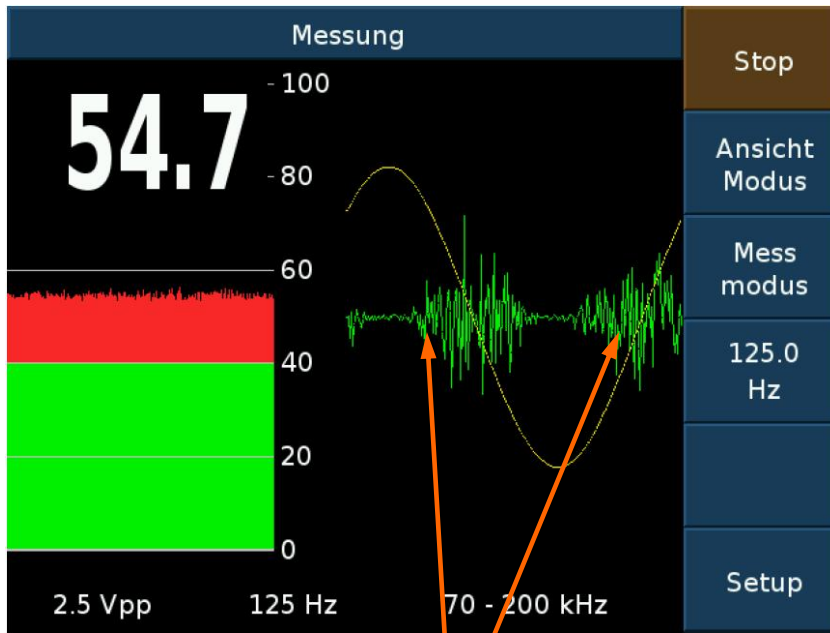 Messung
54.7
100
80
60
40
20
0
2.5 Vpp
125 Hz
70 - 200 kHz
Stop
Ansicht
Modus
Mess
modus
125.0
Hz
Setup